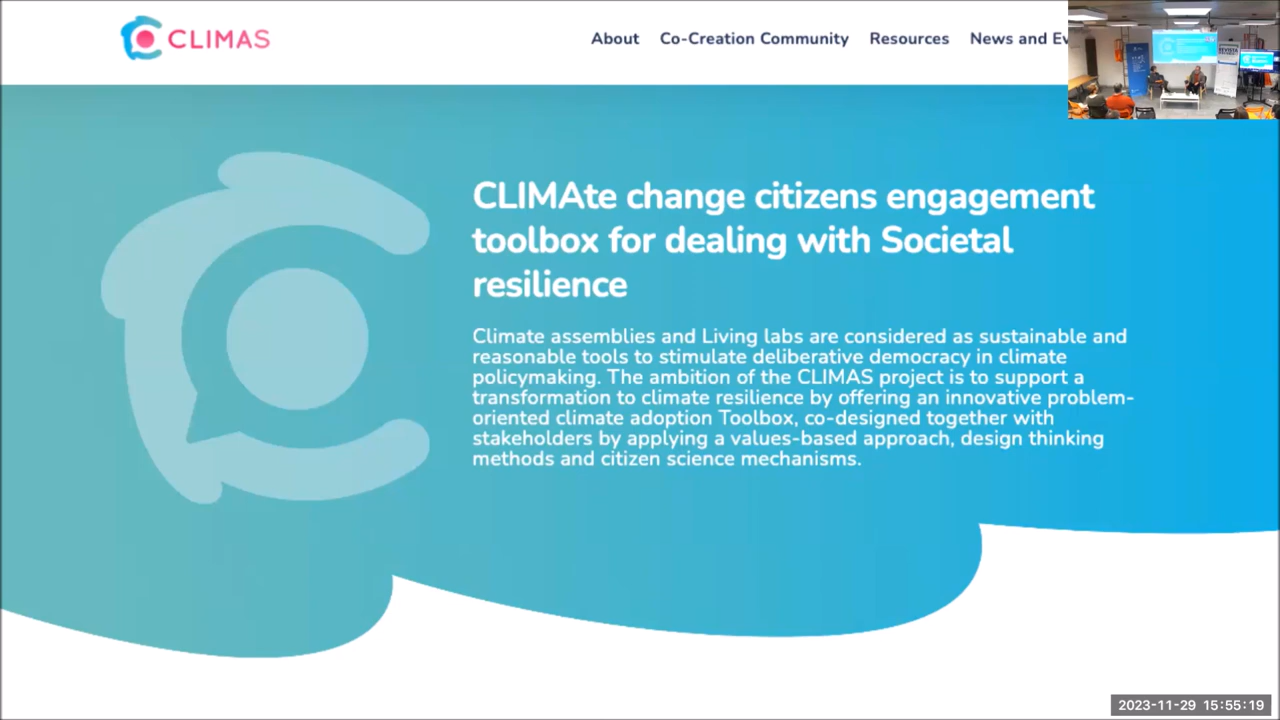 CLIMAS
About Co-Creation Community Resources News and Ev
CLIMAte change citizens engagement
toolbox for dealing with Societal
resilience
Climate assemblies and Living labs are considered as sustainable and
reasonable tools to stimulate deliberative democracy in climate
policymaking. The ambition of the CLIMAS project is to support a
transformation to climate resilience by offering an innovative problem-
oriented climate adoption Toolbox, co-designed together with
stakeholders by applying a values-based approach, design thinking
methods and citizen science mechanisms.
2023-11-29 15:55:19